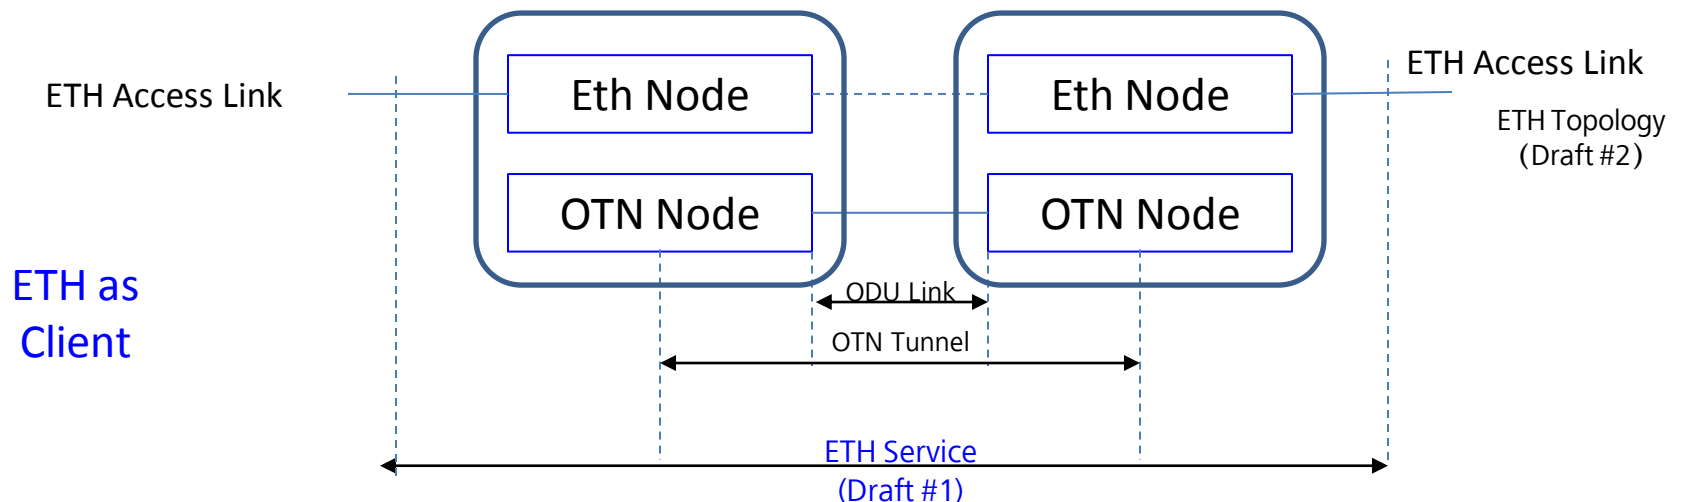 ETH Access Link
Eth Node
Eth Node
ETH Access Link
ETH Topology
(Draft #2)
OTN Node
OTN Node
ETH as
Client
ODU Link
OTN Tunnel
ETH Service
(Draft #1)